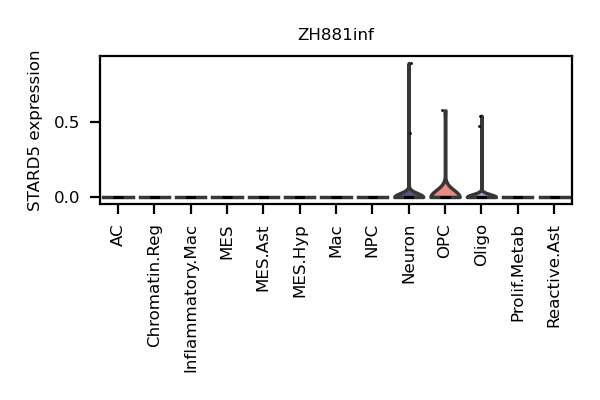 ZH881inf
STARD5 expression
0.5
0.0
AC
Chromatin.Reg
Inflammatory.Mac
MES
MES.Ast
MES.Hyp
Mac
NPC
Neuron
OPC
Oligo
Prolif.Metab
Reactive.Ast